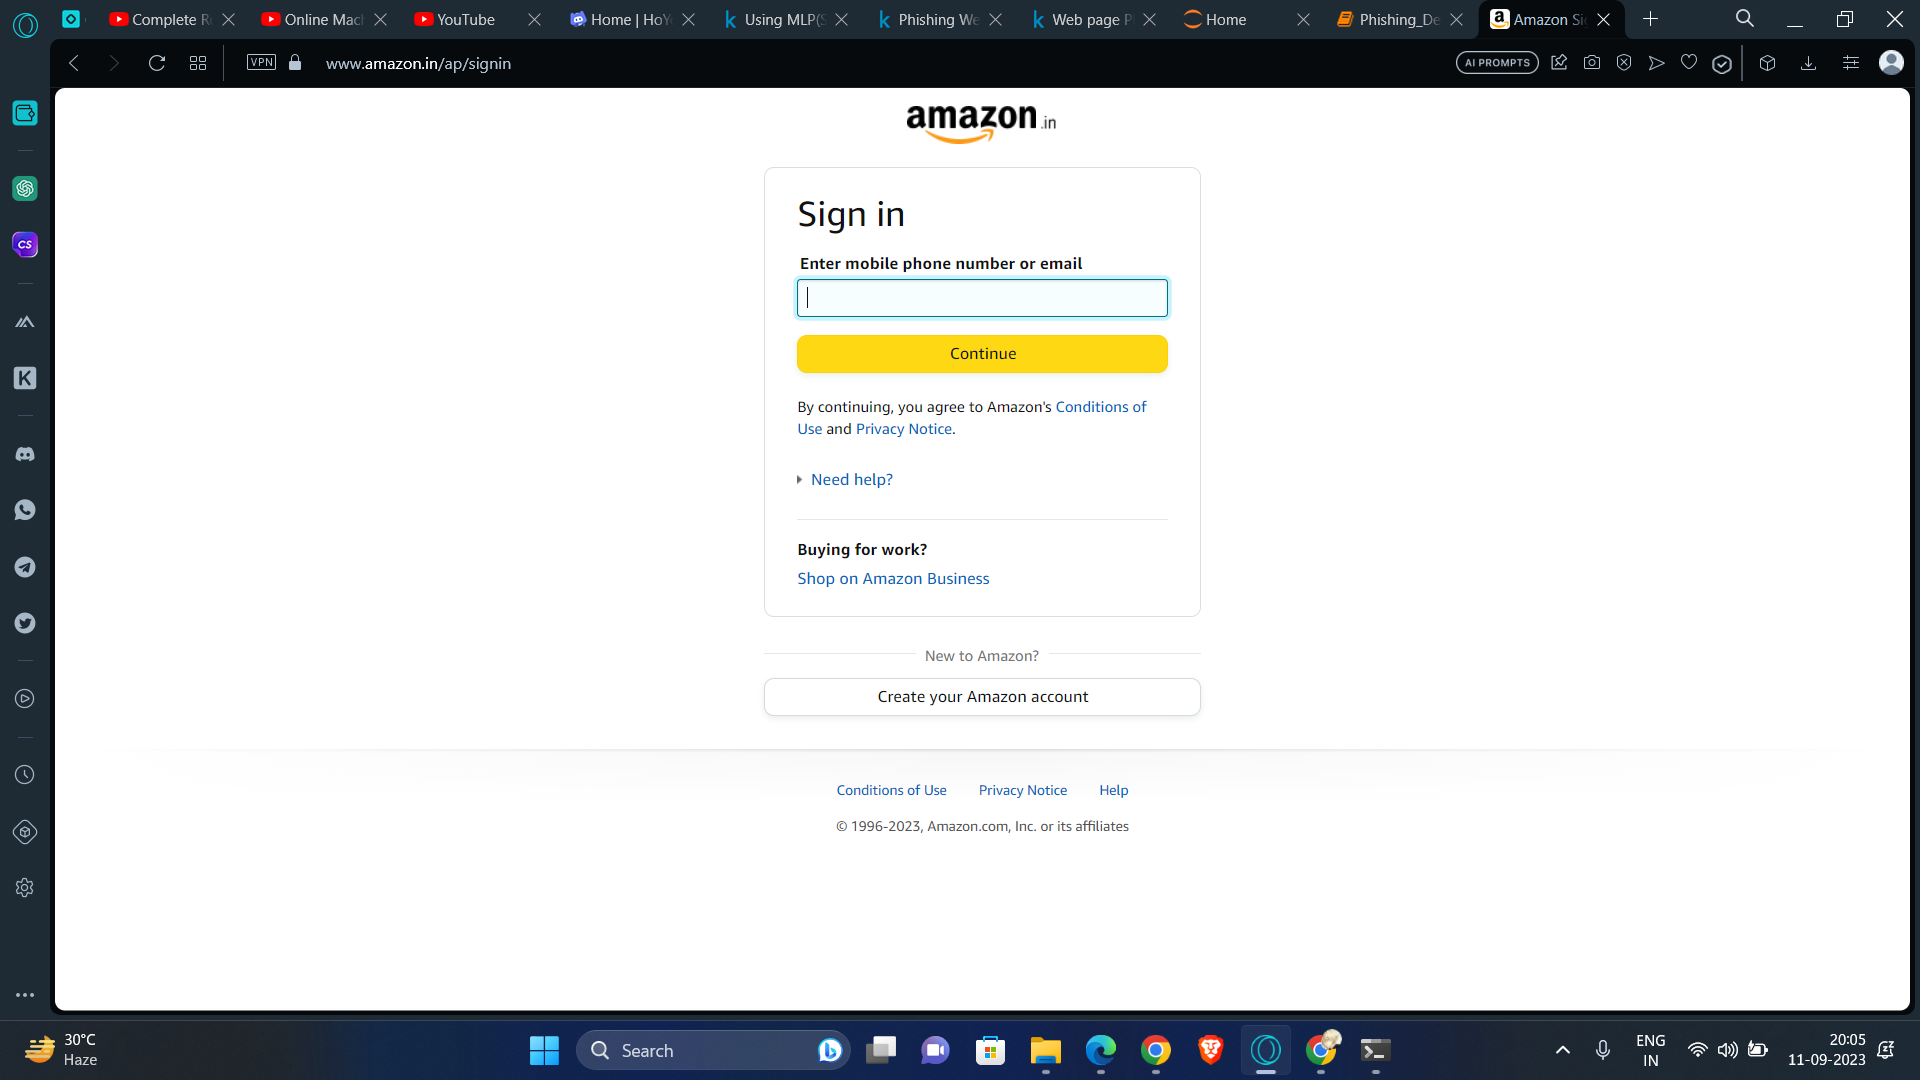 Complete R
Online Mach
YouTube
Home | HoY
Using MLP(S
Phishing We
Web page P
Home
Phishing_De
Amazon Si
VPN
www.amazon.in/ap/signin
AI PROMPTS
CS
K
amazon.in
Sign in
Enter mobile phone number or email
Continue
By continuing, you agree to Amazon's Conditions of
Use and Privacy Notice.
Need help?
Buying for work?
Shop on Amazon Business
New to Amazon?
Create your Amazon account
Conditions of Use Privacy Notice Help
© 1996-2023, Amazon.com, Inc. or its affiliates
30°C
Haze
Search
ENG
IN
20:05
11-09-2023